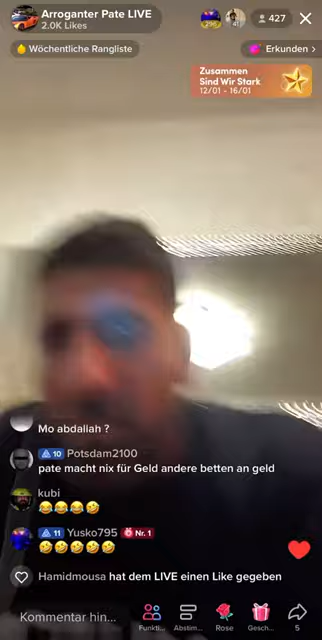 Arroganter Pate LIVE
2.0K Likes
427
Wöchentliche Rangliste
Erkunden
Zusammen
Sind Wir Stark
12/01 - 16/01
Mo abdallah ?
10 Potsdam2100
pate macht nix für Geld andere betten an geld
kubi
😂😂😂🤣
11 Yusko795 Nr. 1
🤣🤣🤣🤣🤣
Hamidmousa hat dem LIVE einen Like gegeben
Kommentar hin...
Funkti...
Abstim...
Rose
Gesch...
5